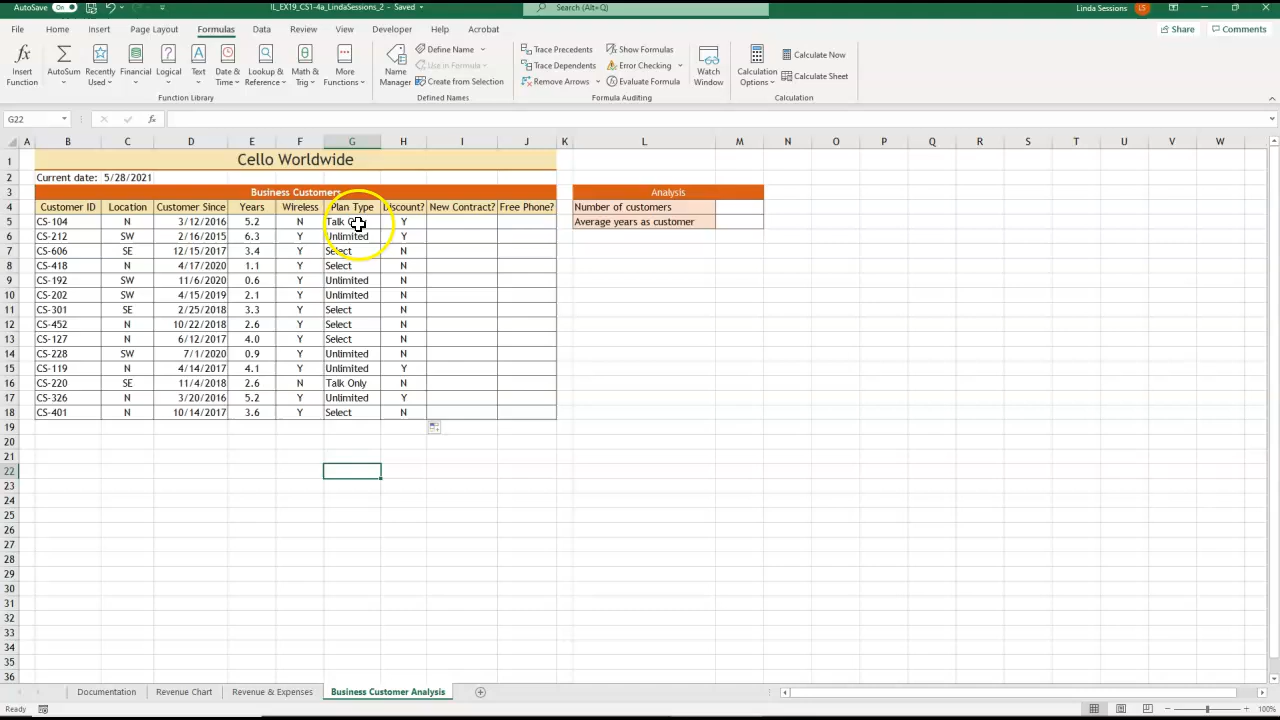 AutoSave On IL_EX19_CS1-4a_LindaSessions_2 - Saved Search (Alt+Q) Linda Sessions LS
File Home Insert Page Layout Formulas Data Review View Developer Help Acrobat Share Comments
Insert Function AutoSum Recently Used Financial Logical Text Date & Time Lookup & Reference Math & Trig More Functions Name Manager Define Name Use in Formula Create from Selection Trace Precedents Trace Dependents Remove Arrows Show Formulas Error Checking Evaluate Formula Watch Window Calculation Options Calculate Now Calculate Sheet
Function Library Defined Names Formula Auditing Calculation
G22 fx
A B C D E F G H I J K L M N O P Q R S T U V W
1 Cello Worldwide
2 Current date: 5/28/2021
3 Business Customers Analysis
4 Customer ID Location Customer Since Years Wireless Plan Type Discount? New Contract? Free Phone? Number of customers
5 CS-104 N 3/12/2016 5.2 N Talk Y Average years as customer
6 CS-212 SW 2/16/2015 6.3 Y Unlimited Y
7 CS-606 SE 12/15/2017 3.4 Y Select N
8 CS-418 N 4/17/2020 1.1 Y Select N
9 CS-192 SW 11/6/2020 0.6 Y Unlimited N
10 CS-202 SW 4/15/2019 2.1 Y Unlimited N
11 CS-301 SE 2/25/2018 3.3 Y Select N
12 CS-452 N 10/22/2018 2.6 Y Select N
13 CS-127 N 6/12/2017 4.0 Y Select N
14 CS-228 SW 7/1/2020 0.9 Y Unlimited N
15 CS-119 N 4/14/2017 4.1 Y Unlimited Y
16 CS-220 SE 11/4/2018 2.6 N Talk Only N
17 CS-326 N 3/20/2016 5.2 Y Unlimited Y
18 CS-401 N 10/14/2017 3.6 Y Select N
19
20
21
22
23
24
25
26
27
28
29
30
31
32
33
34
35
36
Documentation Revenue Chart Revenue & Expenses Business Customer Analysis
Ready 100%